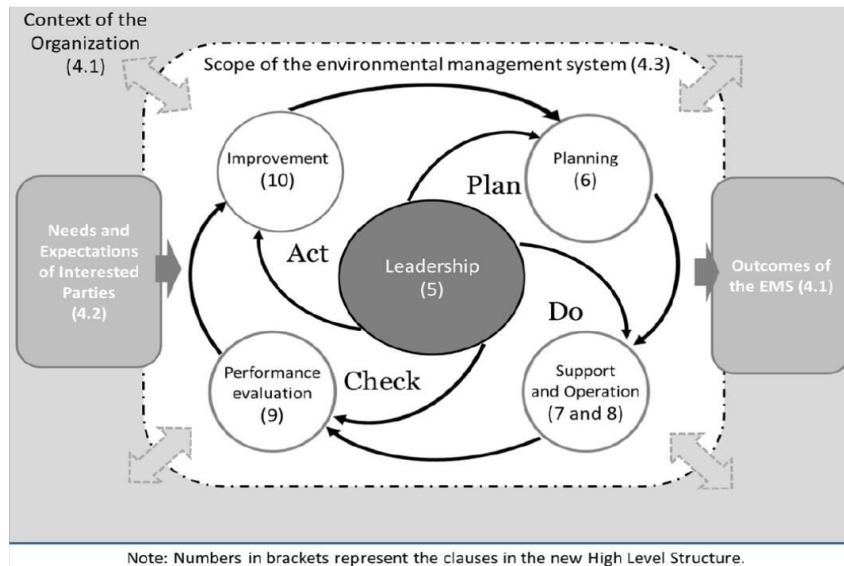 Context of the
Organization
(4.1)
Scope of the environmental management system (4.3)
Improvement
(10)
Planning
(6)
Plan
Needs and
Expectations
of Interested
Parties
(4.2)
Act
Leadership
(5)
Outcomes of
the EMS (4.1)
Do
Performance
evaluation
(9)
Check
Support
and Operation
(7 and 8)
Note: Numbers in brackets represent the clauses in the new High Level Structure.